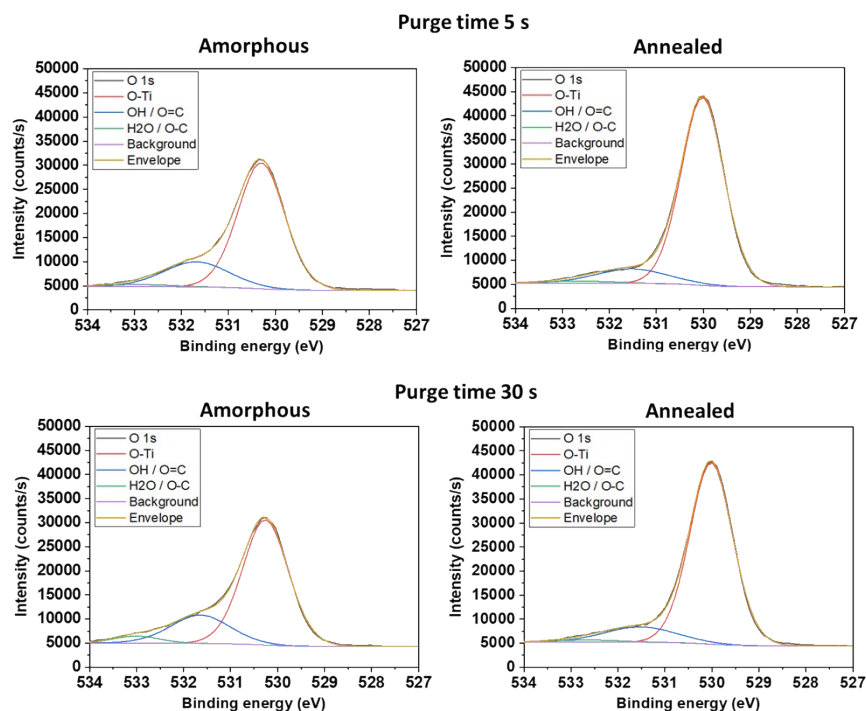 Purge time 5 s
Amorphous
Annealed
50000
45000
40000
35000
30000
25000
20000
15000
10000
5000
0
Intensity (counts/s)
O 1s
O-Ti
OH / O=C
H2O / O-C
Background
Envelope
534 533 532 531 530 529 528 527
Binding energy (eV)
50000
45000
40000
35000
30000
25000
20000
15000
10000
5000
0
Intensity (counts/s)
O 1s
O-Ti
OH / O=C
H2O / O-C
Background
Envelope
534 533 532 531 530 529 528 527
Binding energy (eV)
Purge time 30 s
Amorphous
Annealed
50000
45000
40000
35000
30000
25000
20000
15000
10000
5000
0
Intensity (counts/s)
O 1s
O-Ti
OH / O=C
H2O / O-C
Background
Envelope
534 533 532 531 530 529 528 527
Binding energy (eV)
50000
45000
40000
35000
30000
25000
20000
15000
10000
5000
0
Intensity (counts/s)
O 1s
O-Ti
OH / O=C
H2O / O-C
Background
Envelope
534 533 532 531 530 529 528 527
Binding energy (eV)